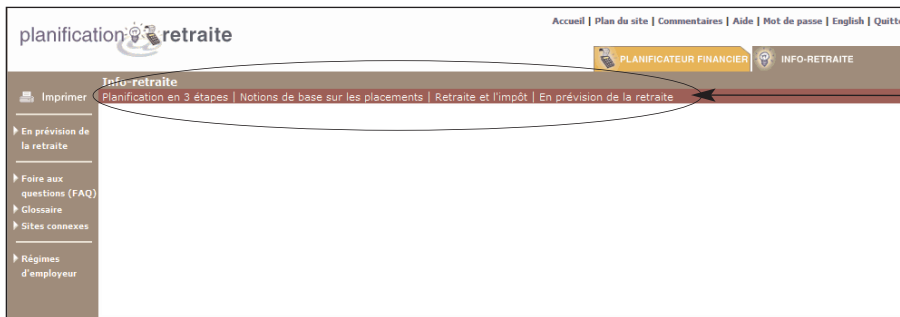 Accueil | Plan du site | Commentaires | Aide | Mot de passe | English | Quitte
planification retraite
PLANIFICATEUR FINANCIER
INFO-RETRAITE
Info-retraite
Imprimer
Planification en 3 étapes | Notions de base sur les placements | Retraite et l'impôt | En prévision de la retraite
En prévision de
la retraite
Foire aux
questions (FAQ)
Glossaire
Sites connexes
Régimes
d'employeur